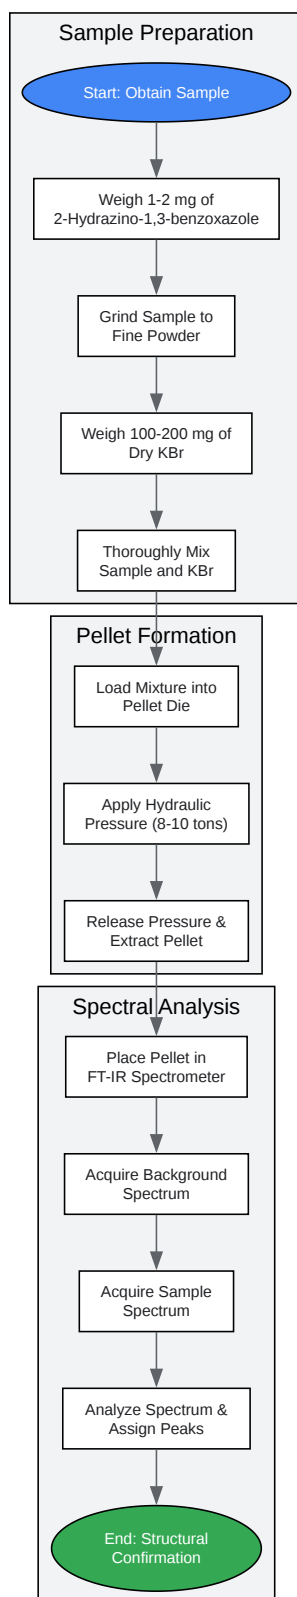 Sample Preparation
Start: Obtain Sample
Weigh 1-2 mg of
2-Hydrazino-1,3-benzoxazole
Grind Sample to
Fine Powder
Weigh 100-200 mg of
Dry KBr
Thoroughly Mix
Sample and KBr
Pellet Formation
Load Mixture into
Pellet Die
Apply Hydraulic
Pressure (8-10 tons)
Release Pressure &
Extract Pellet
Spectral Analysis
Place Pellet in
FT-IR Spectrometer
Acquire Background
Spectrum
Acquire Sample
Spectrum
Analyze Spectrum &
Assign Peaks
End: Structural
Confirmation